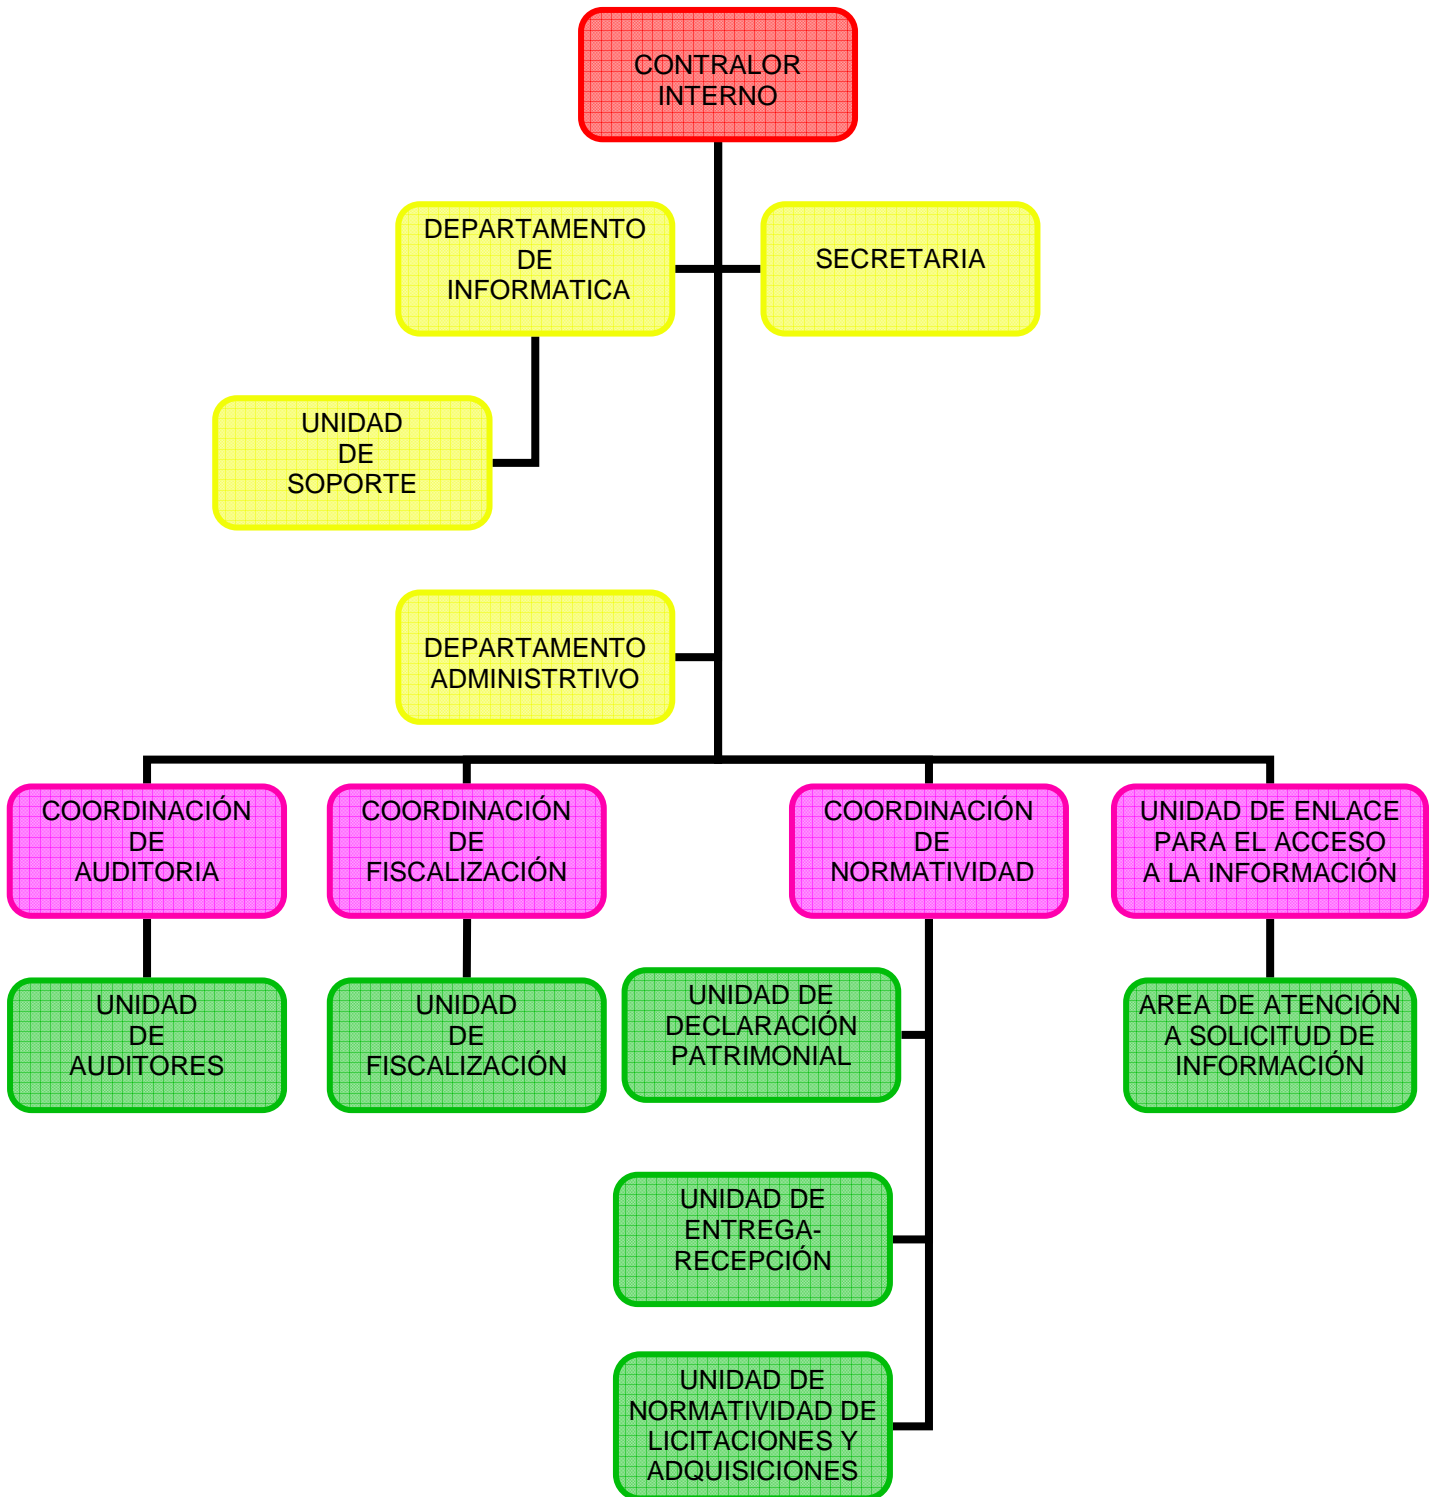 CONTRALOR
INTERNO
DEPARTAMENTO
DE
INFORMATICA
SECRETARIA
UNIDAD
DE
SOPORTE
DEPARTAMENTO
ADMINISTRTIVO
COORDINACIÓN
DE
AUDITORIA
COORDINACIÓN
DE
FISCALIZACIÓN
COORDINACIÓN
DE
NORMATIVIDAD
UNIDAD DE ENLACE
PARA EL ACCESO
A LA INFORMACIÓN
UNIDAD
DE
AUDITORES
UNIDAD
DE
FISCALIZACIÓN
UNIDAD DE
DECLARACIÓN
PATRIMONIAL
AREA DE ATENCIÓN
A SOLICITUD DE
INFORMACIÓN
UNIDAD DE
ENTREGA-
RECEPCIÓN
UNIDAD DE
NORMATIVIDAD DE
LICITACIONES Y
ADQUISICIONES